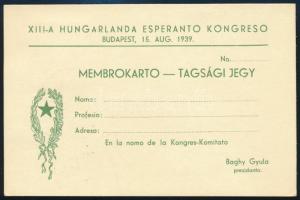 XIII-A HUNGARLANDA ESPERANTO KONGRESO
BUDAPEST, 15. AUG. 1939.
No.
MEMBROKARTO — TAGSÁGI JEGY
Nomo:
Profesio:
Adreso:
En la nomo de la Kongres-Komitato
Baghy Gyula
prezidanto.